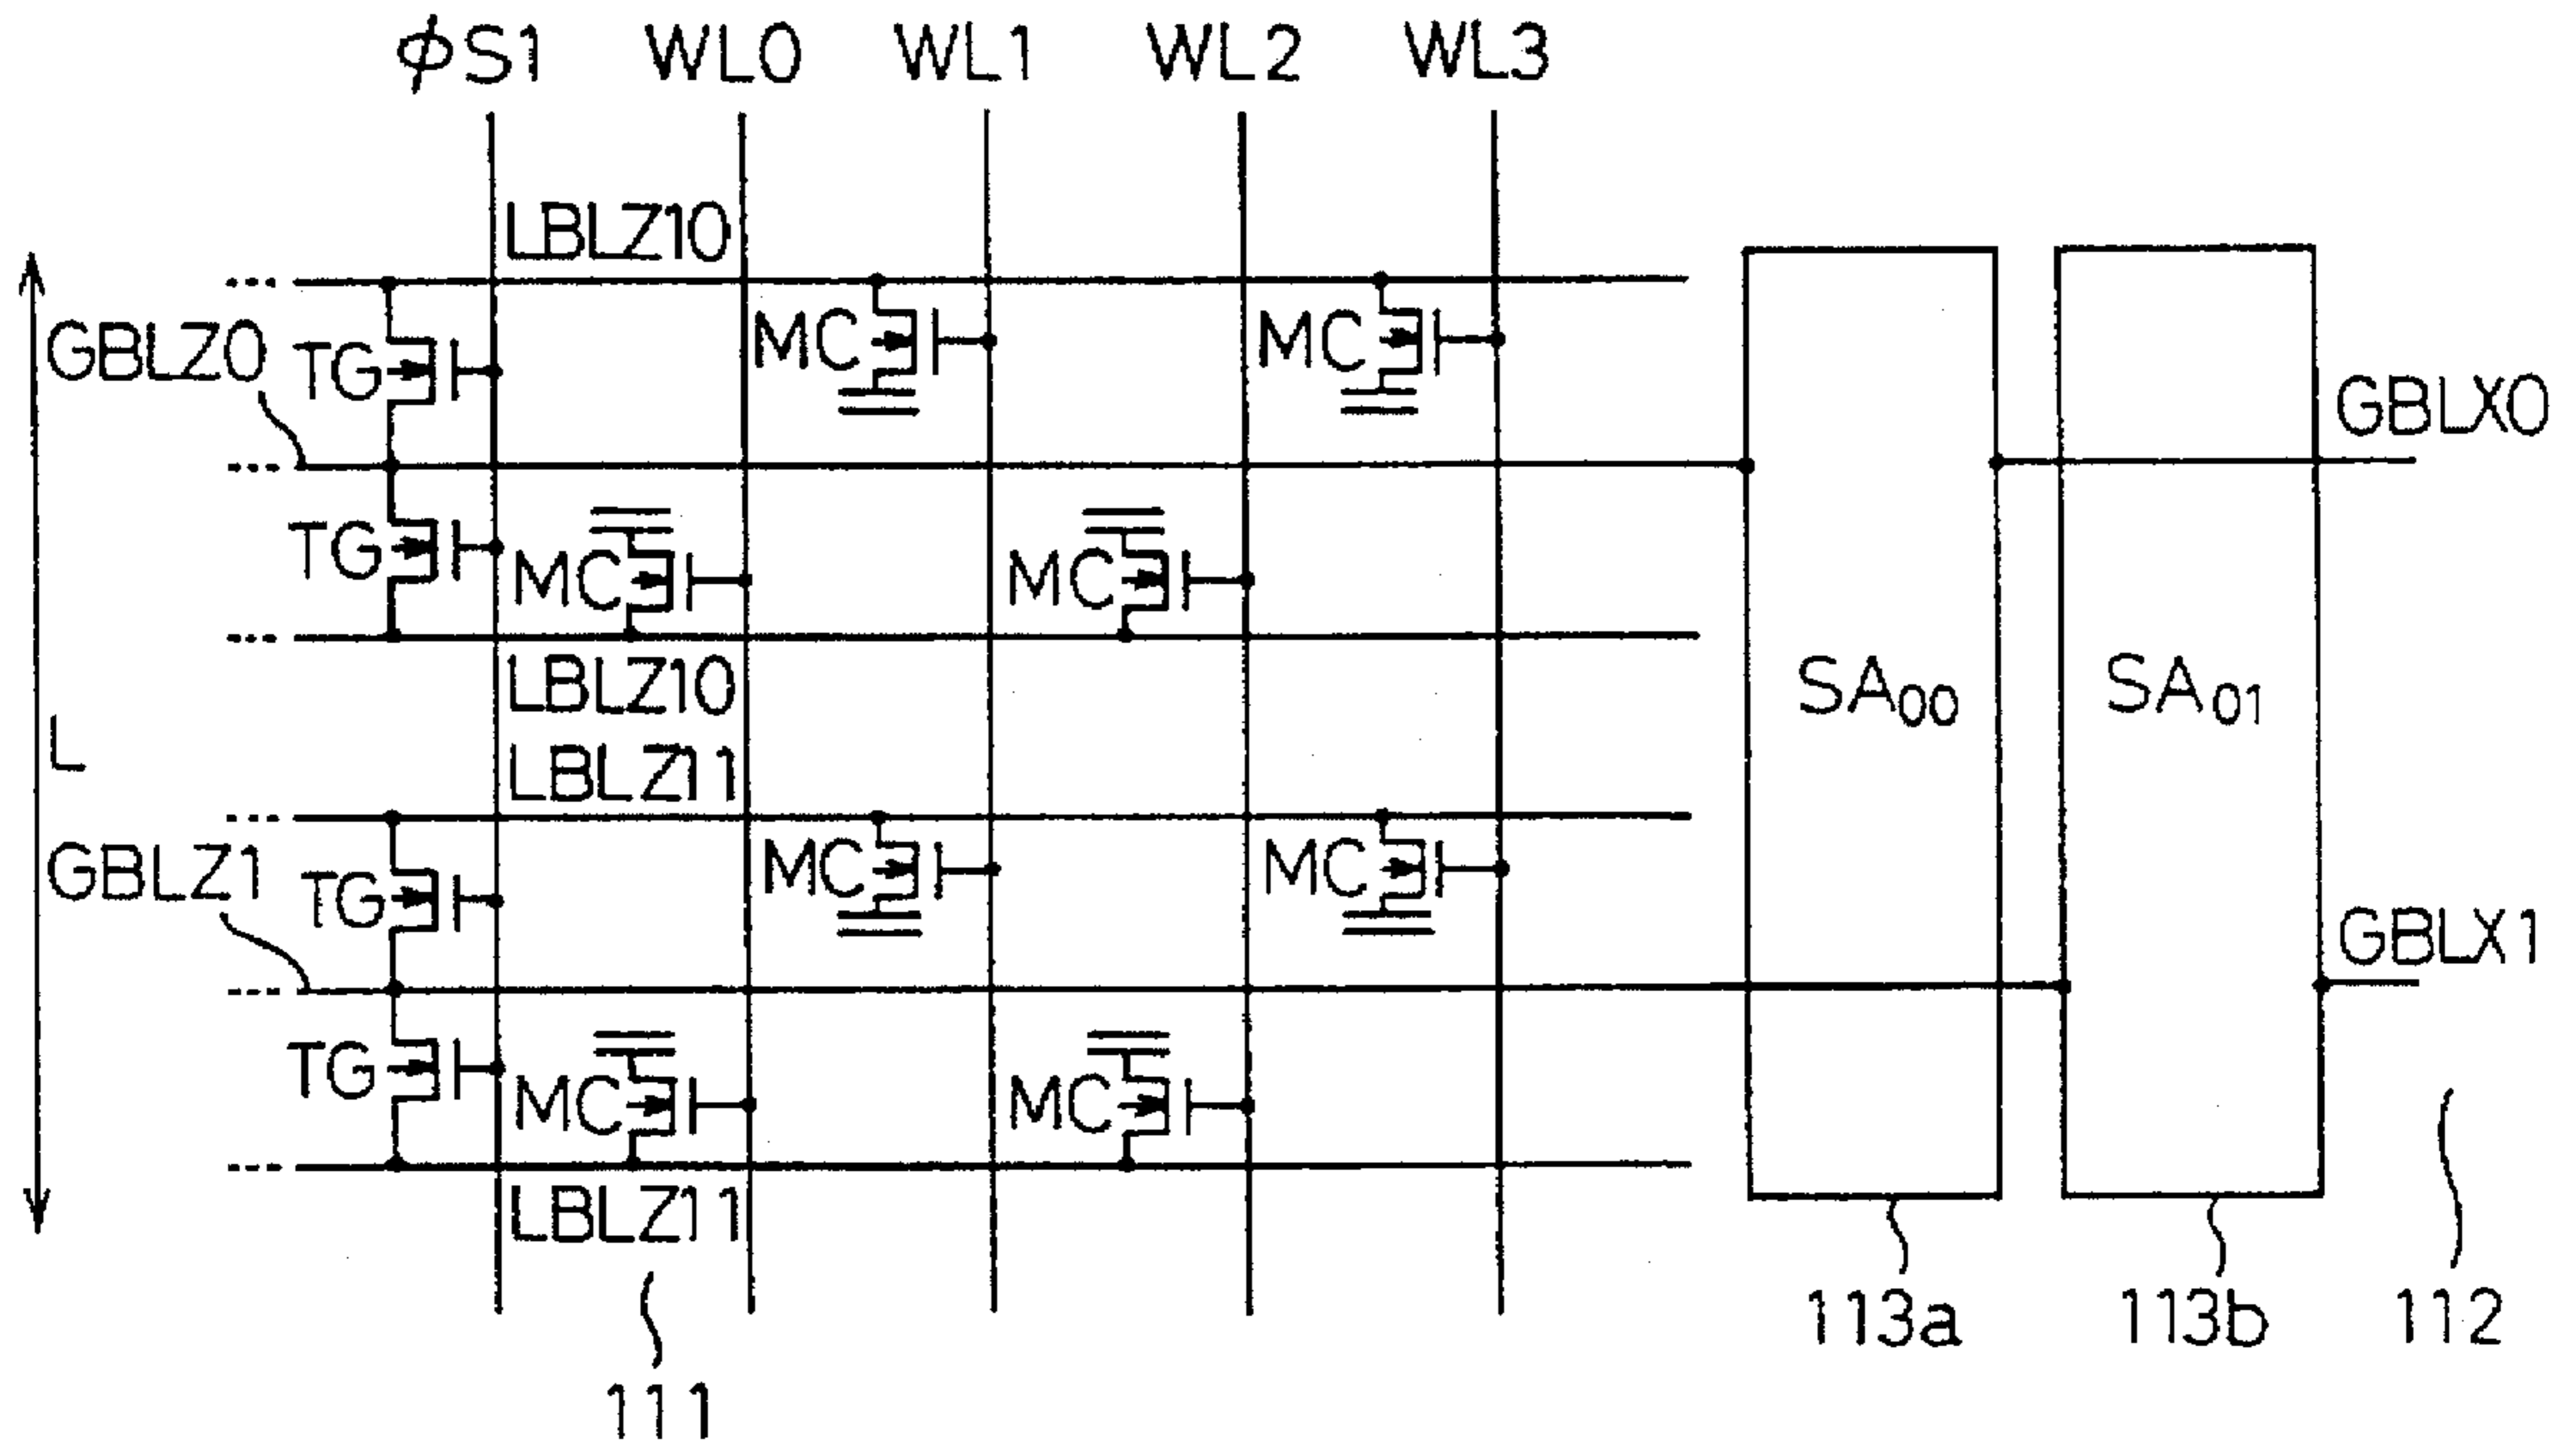 ϕS1 WL0 WL1 WL2 WL3
LBLZ10
GBLZ0 TG MC MC
GBLX0
TG MC MC
LBLZ10
SA00 SA01
L
LBLZ11
GBLZ1 TG MC MC
GBLX1
TG MC MC
LBLZ11
113a 113b 112
111